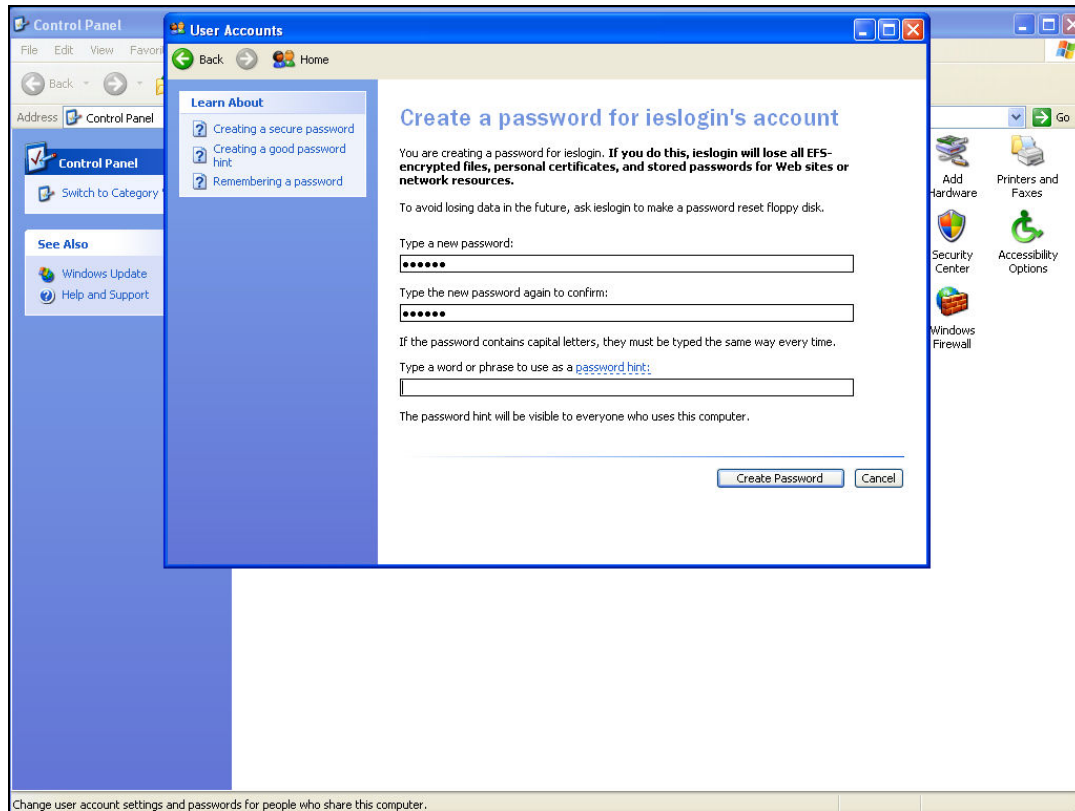 Control Panel
File Edit View
Back
Address Control Panel
Go
Control Panel
Switch to Category
See Also
Windows Update
Help and Support
User Accounts
Back Home
Learn About
Creating a secure password
Creating a good password
hint
Remembering a password
Create a password for ieslogin's account
You are creating a password for ieslogin. If you do this, ieslogin will lose all EFS-
encrypted files, personal certificates, and stored passwords for Web sites or
network resources.
To avoid losing data in the future, ask ieslogin to make a password reset floppy disk.
Type a new password:
●●●●●●
Type the new password again to confirm:
●●●●●●
If the password contains capital letters, they must be typed the same way every time.
Type a word or phrase to use as a password hint:
The password hint will be visible to everyone who uses this computer.
Create Password Cancel
Add
Hardware
Printers and
Faxes
Security
Center
Accessibility
Options
Windows
Firewall
Change user account settings and passwords for people who share this computer.